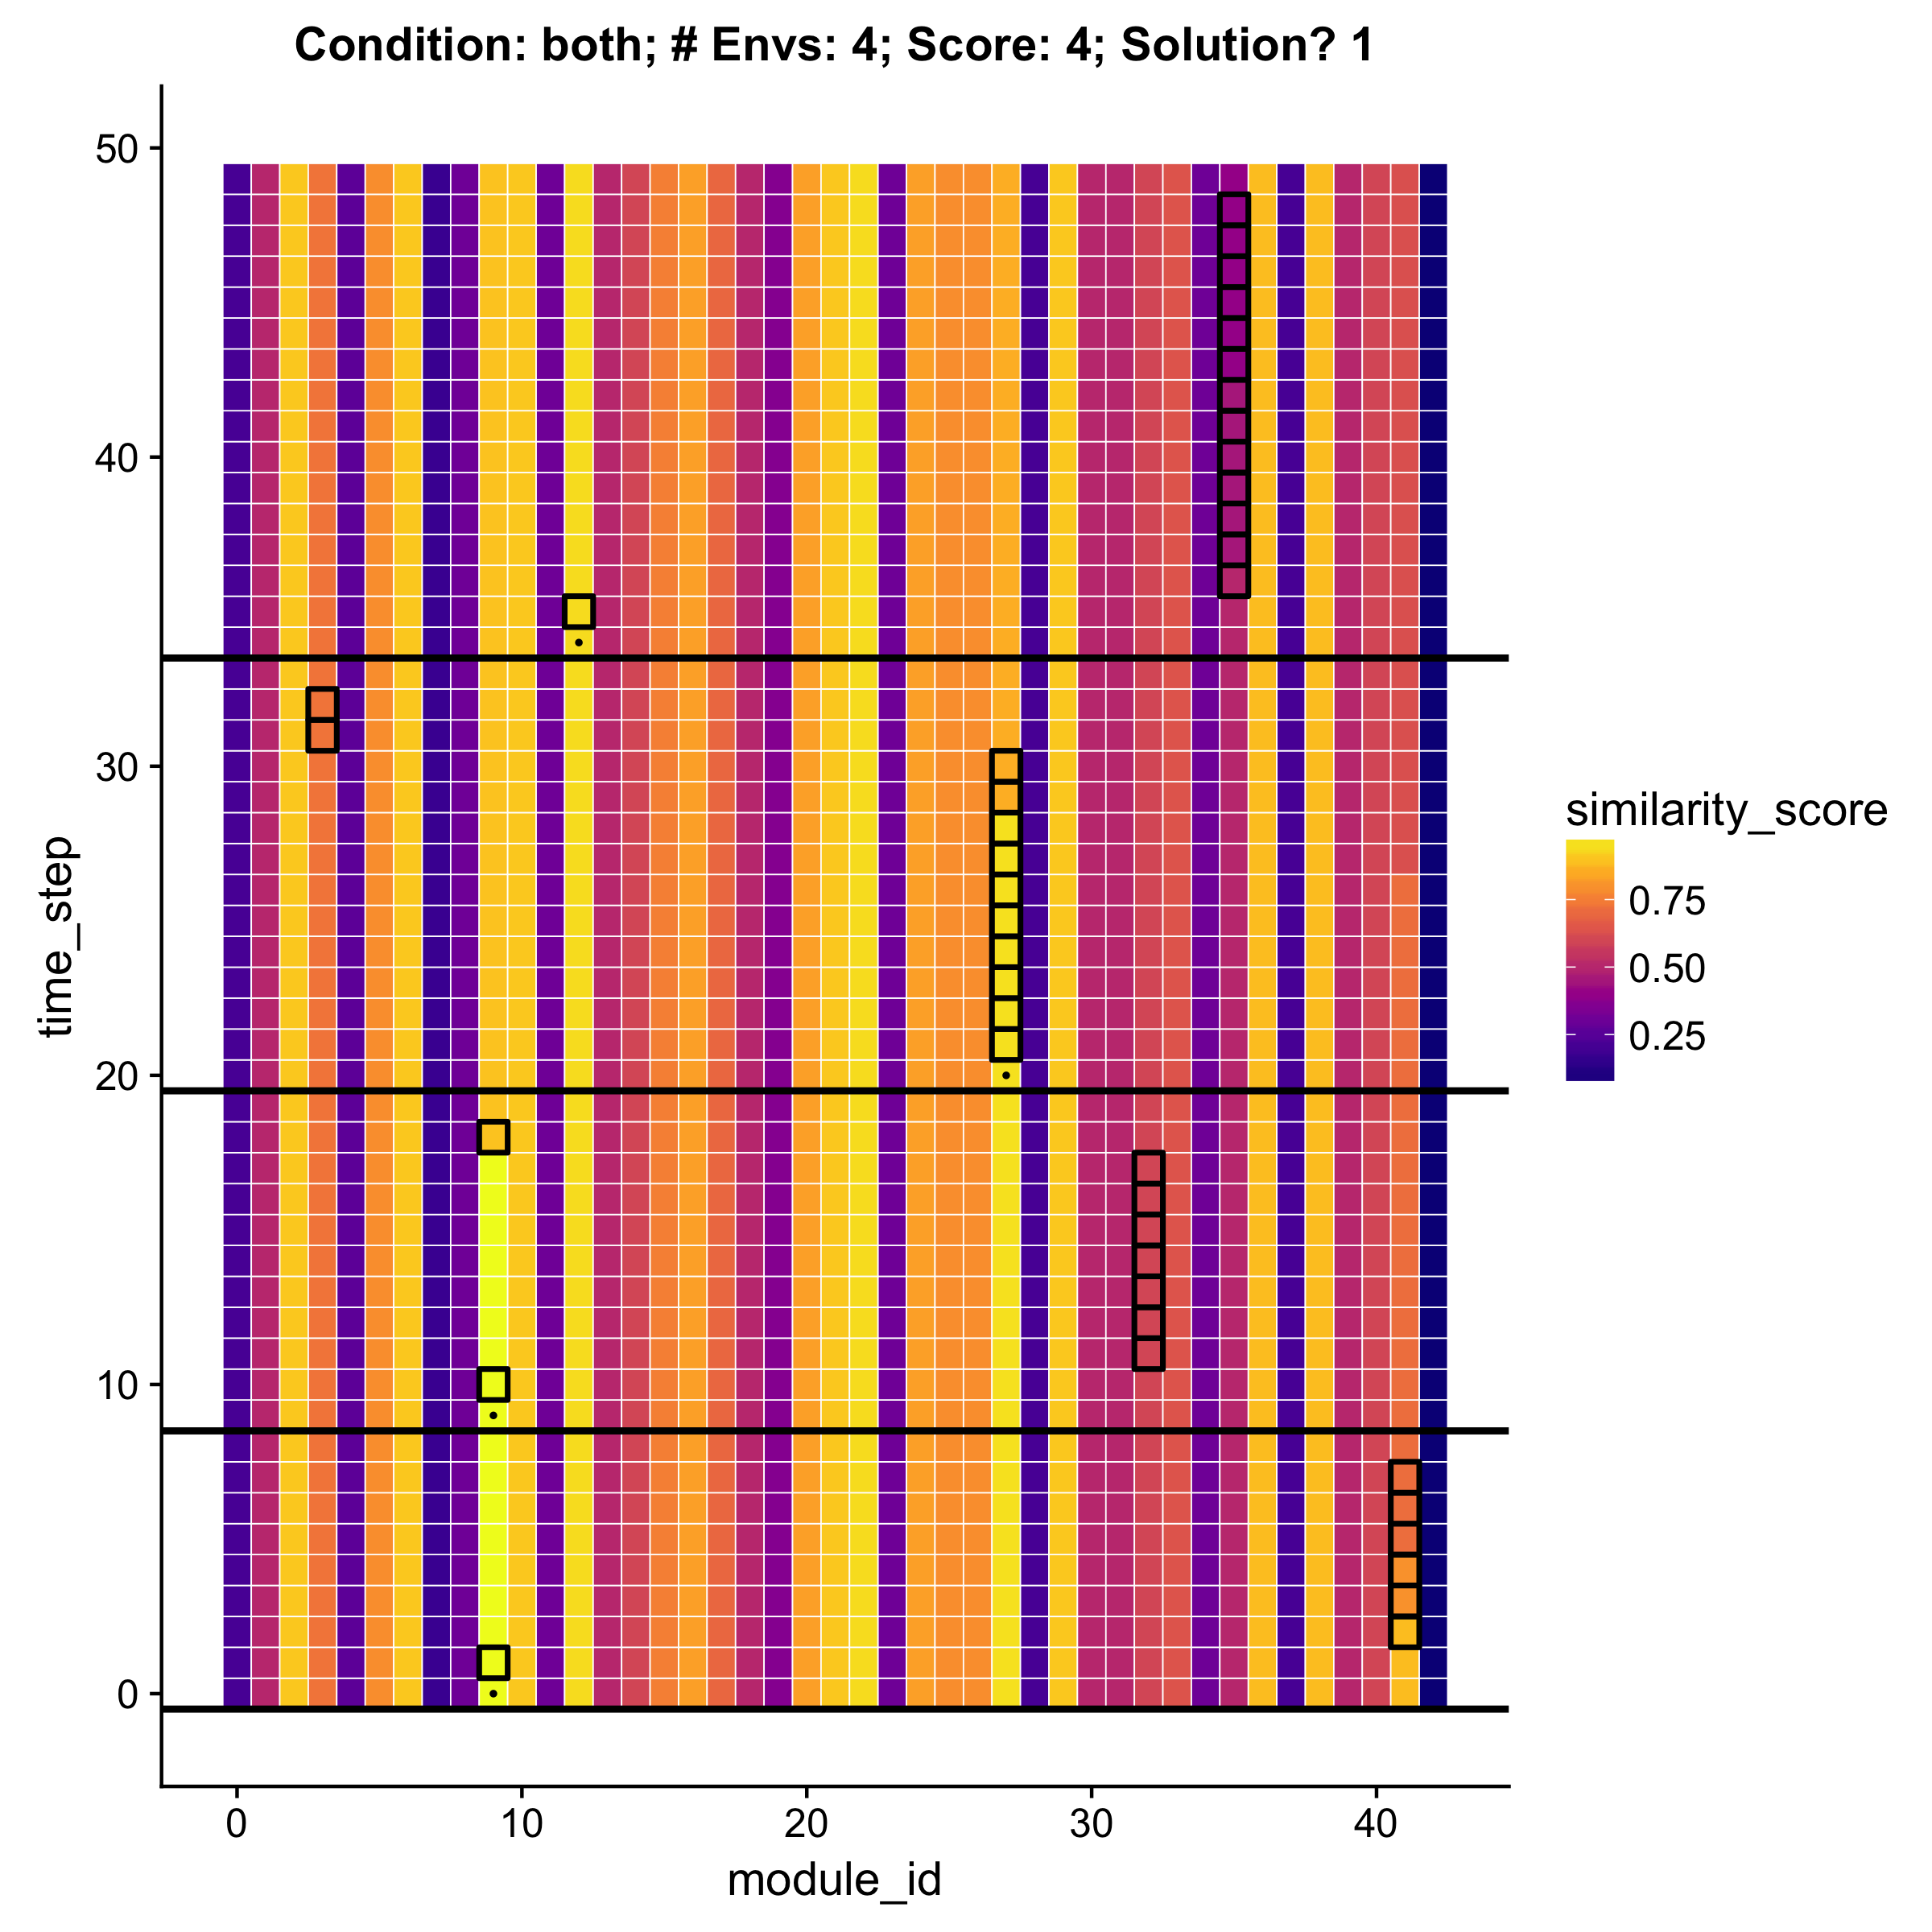 Condition: both; # Envs: 4; Score: 4; Solution? 1
50
40
30
20
10
0
time_step
0 10 20 30 40
module_id
similarity_score
0.75
0.50
0.25